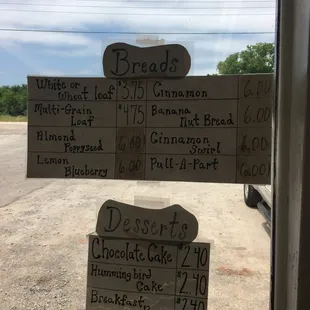 Breads
White or
Wheat loaf $3.75
Multi-Grain
Loaf $4.75
Almond
Poppyseed 6.00
Lemon
Blueberry 6.00
Cinnamon 6.00
Banana
Nut Bread 6.00
Cinnamon
Swirl 6.00
Pull-A-Part 6.00
Desserts
Chocolate Cake $2.40
Hummingbird
Cake $2.40
Breakfast $2.40